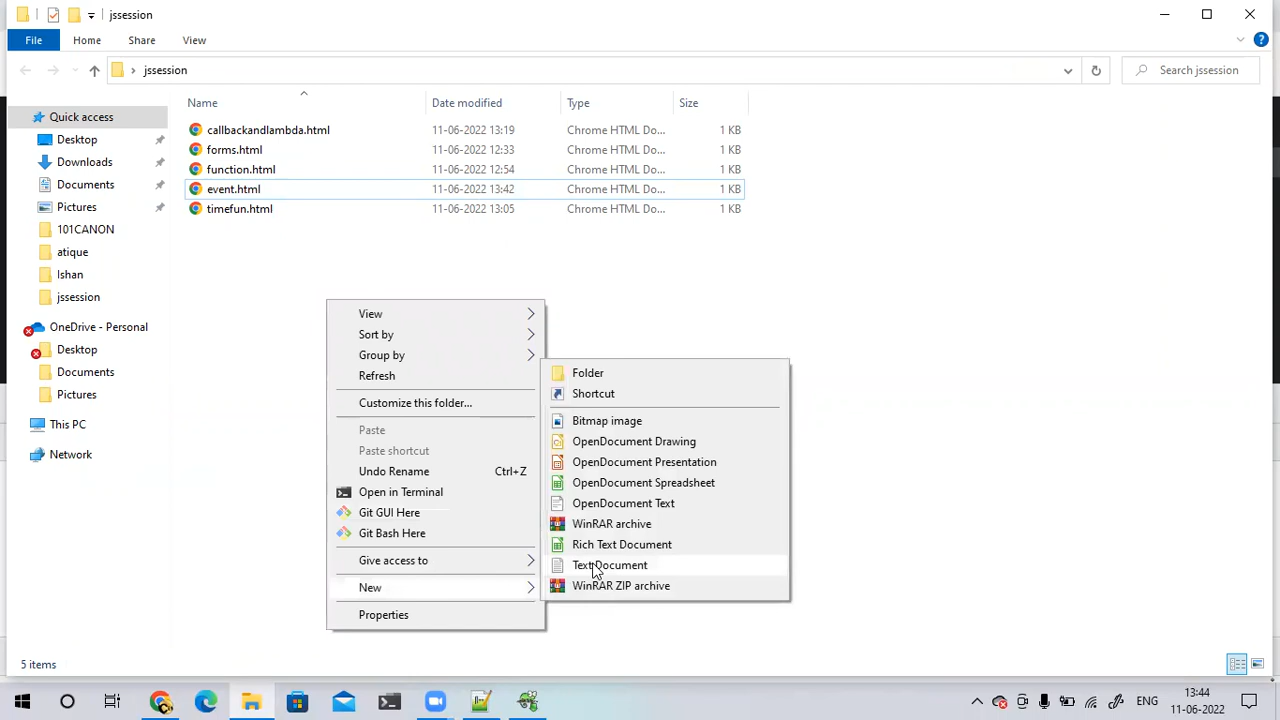 jssession
File Home Share View
jssession
Search jssession
Name Date modified Type Size
Quick access
Desktop
Downloads
Documents
Pictures
101CANON
atique
Ishan
jssession
OneDrive - Personal
Desktop
Documents
Pictures
This PC
Network
callbackandlambda.html 11-06-2022 13:19 Chrome HTML Do... 1 KB
forms.html 11-06-2022 12:33 Chrome HTML Do... 1 KB
function.html 11-06-2022 12:54 Chrome HTML Do... 1 KB
event.html 11-06-2022 13:42 Chrome HTML Do... 1 KB
timefun.html 11-06-2022 13:05 Chrome HTML Do... 1 KB
View
Sort by
Group by
Refresh
Customize this folder...
Paste
Paste shortcut
Undo Rename Ctrl+Z
Open in Terminal
Git GUI Here
Git Bash Here
Give access to
New
Properties
Folder
Shortcut
Bitmap image
OpenDocument Drawing
OpenDocument Presentation
OpenDocument Spreadsheet
OpenDocument Text
WinRAR archive
Rich Text Document
Text Document
WinRAR ZIP archive
5 items
ENG
13:44
11-06-2022